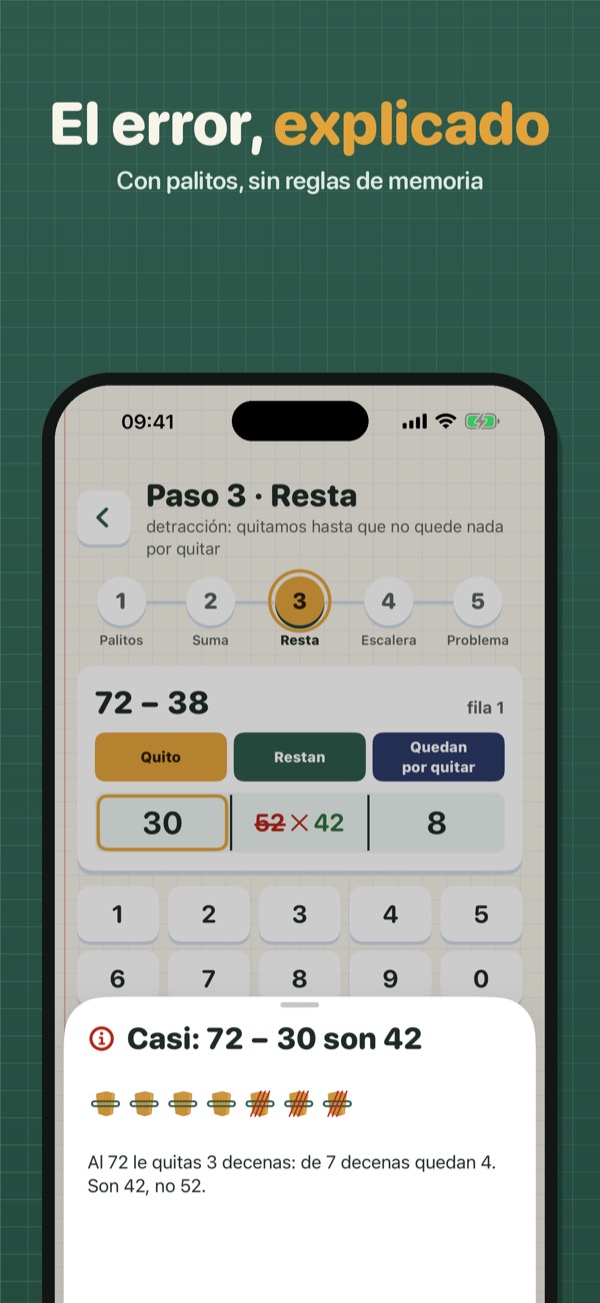 El error, explicado
Con palitos, sin reglas de memoria
09:41
Paso 3 · Resta
detracción: quitamos hasta que no quede nada
por quitar
1 2 3 4 5
Palitos Suma Resta Escalera Problema
72 – 38 fila 1
Quito Restan Quedan
por quitar
30 52 × 42 8
1 2 3 4 5
6 7 8 9 0
Casi: 72 – 30 son 42
Al 72 le quitas 3 decenas: de 7 decenas quedan 4.
Son 42, no 52.